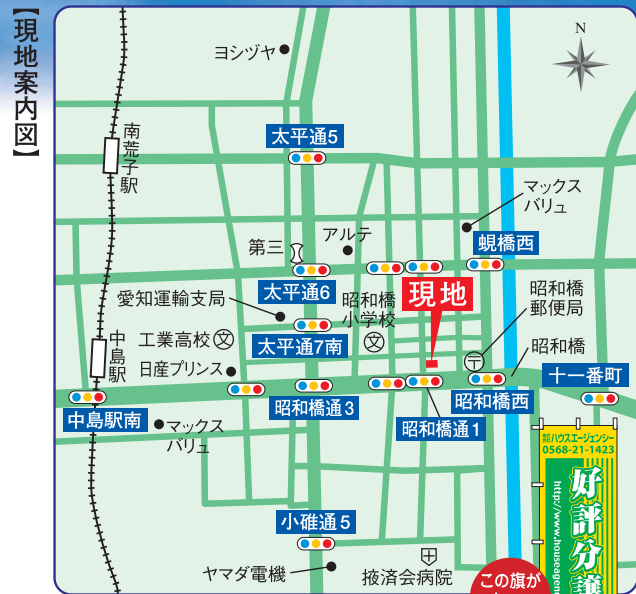 【現地案内図】
N
ヨシヅヤ
南荒子駅
太平通5
マックス
バリュ
第三
アルテ
蜆橋西
太平通6
愛知運輸支局
昭和橋
小学校
現地
昭和橋
郵便局
工業高校
文
太平通7南
文
〒
昭和橋
中島駅
日産プリンス
十一番町
中島駅南
昭和橋通3
昭和橋西
マックス
バリュ
昭和橋通1
ハウスエージェンシー
0568-21-1423
好評分譲
http://www.houseagen
小碓通5
ヤマダ電機
掖済会病院
この旗が